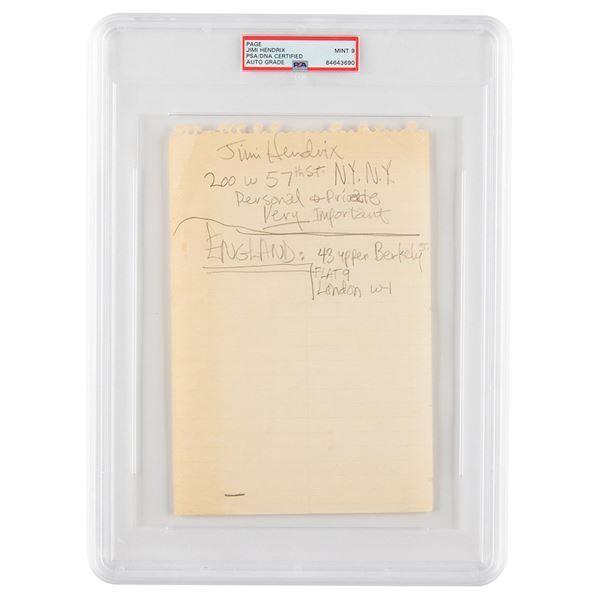 PAGE
JIMI HENDRIX
PSA/DNA CERTIFIED
AUTO GRADE
MINT 9
PSA
84643690
Jimi Hendrix
200 W 57th St. N.Y. N.Y.
Personal & Private
Very Important
ENGLAND: 43 upper Berkely St.
FLAT 9
London W-1